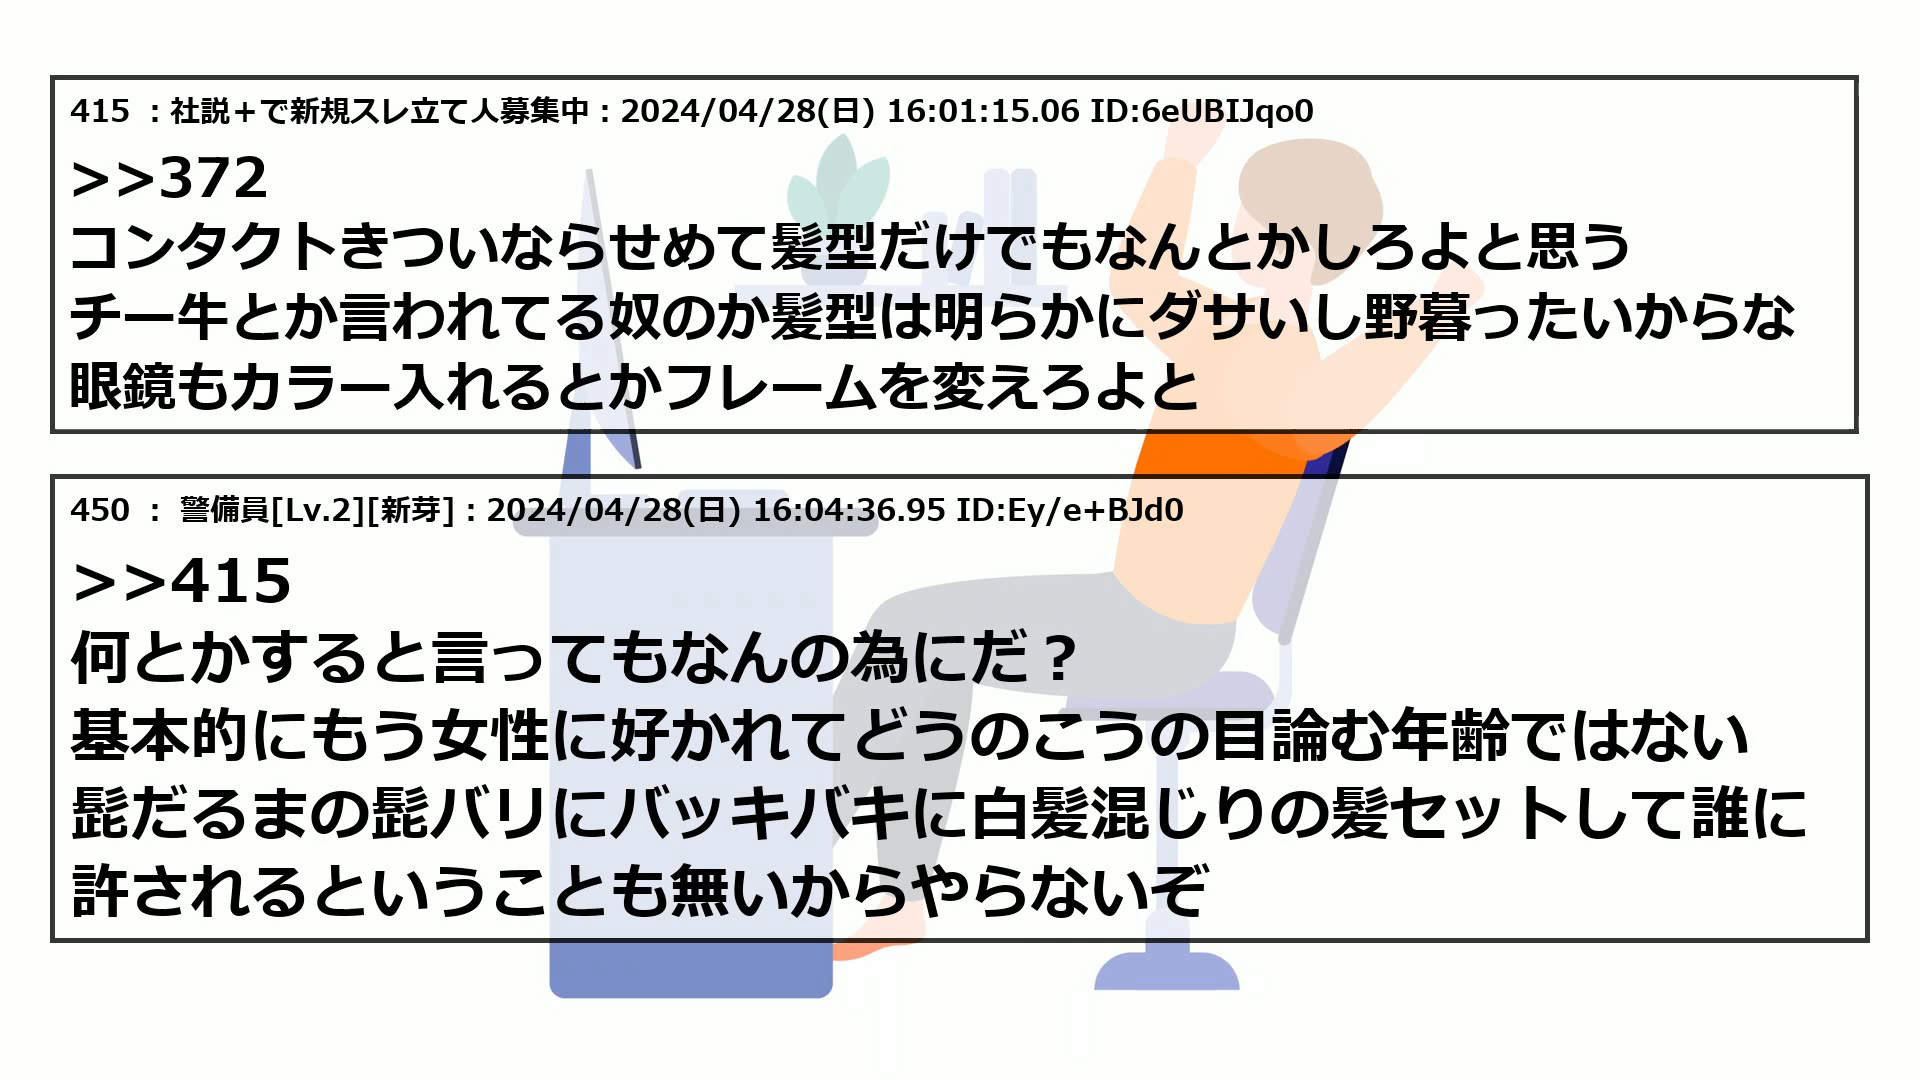 415 ：社説＋で新規スレ立て人募集中：2024/04/28(日) 16:01:15.06 ID:6eUBIJqo0
>>372
コンタクトきついならせめて髪型だけでもなんとかしろよと思う
チー牛とか言われてる奴のか髪型は明らかにダサいし野暮ったいからな
眼鏡もカラー入れるとかフレームを変えろよと
450 ： 警備員[Lv.2][新芽]：2024/04/28(日) 16:04:36.95 ID:Ey/e+BJd0
>>415
何とかすると言ってもなんの為にだ？
基本的にもう女性に好かれてどうのこうの目論む年齢ではない
髭だるまの髭バリにバッキバキに白髪混じりの髪セットして誰に
許されるということも無いからやらないぞ